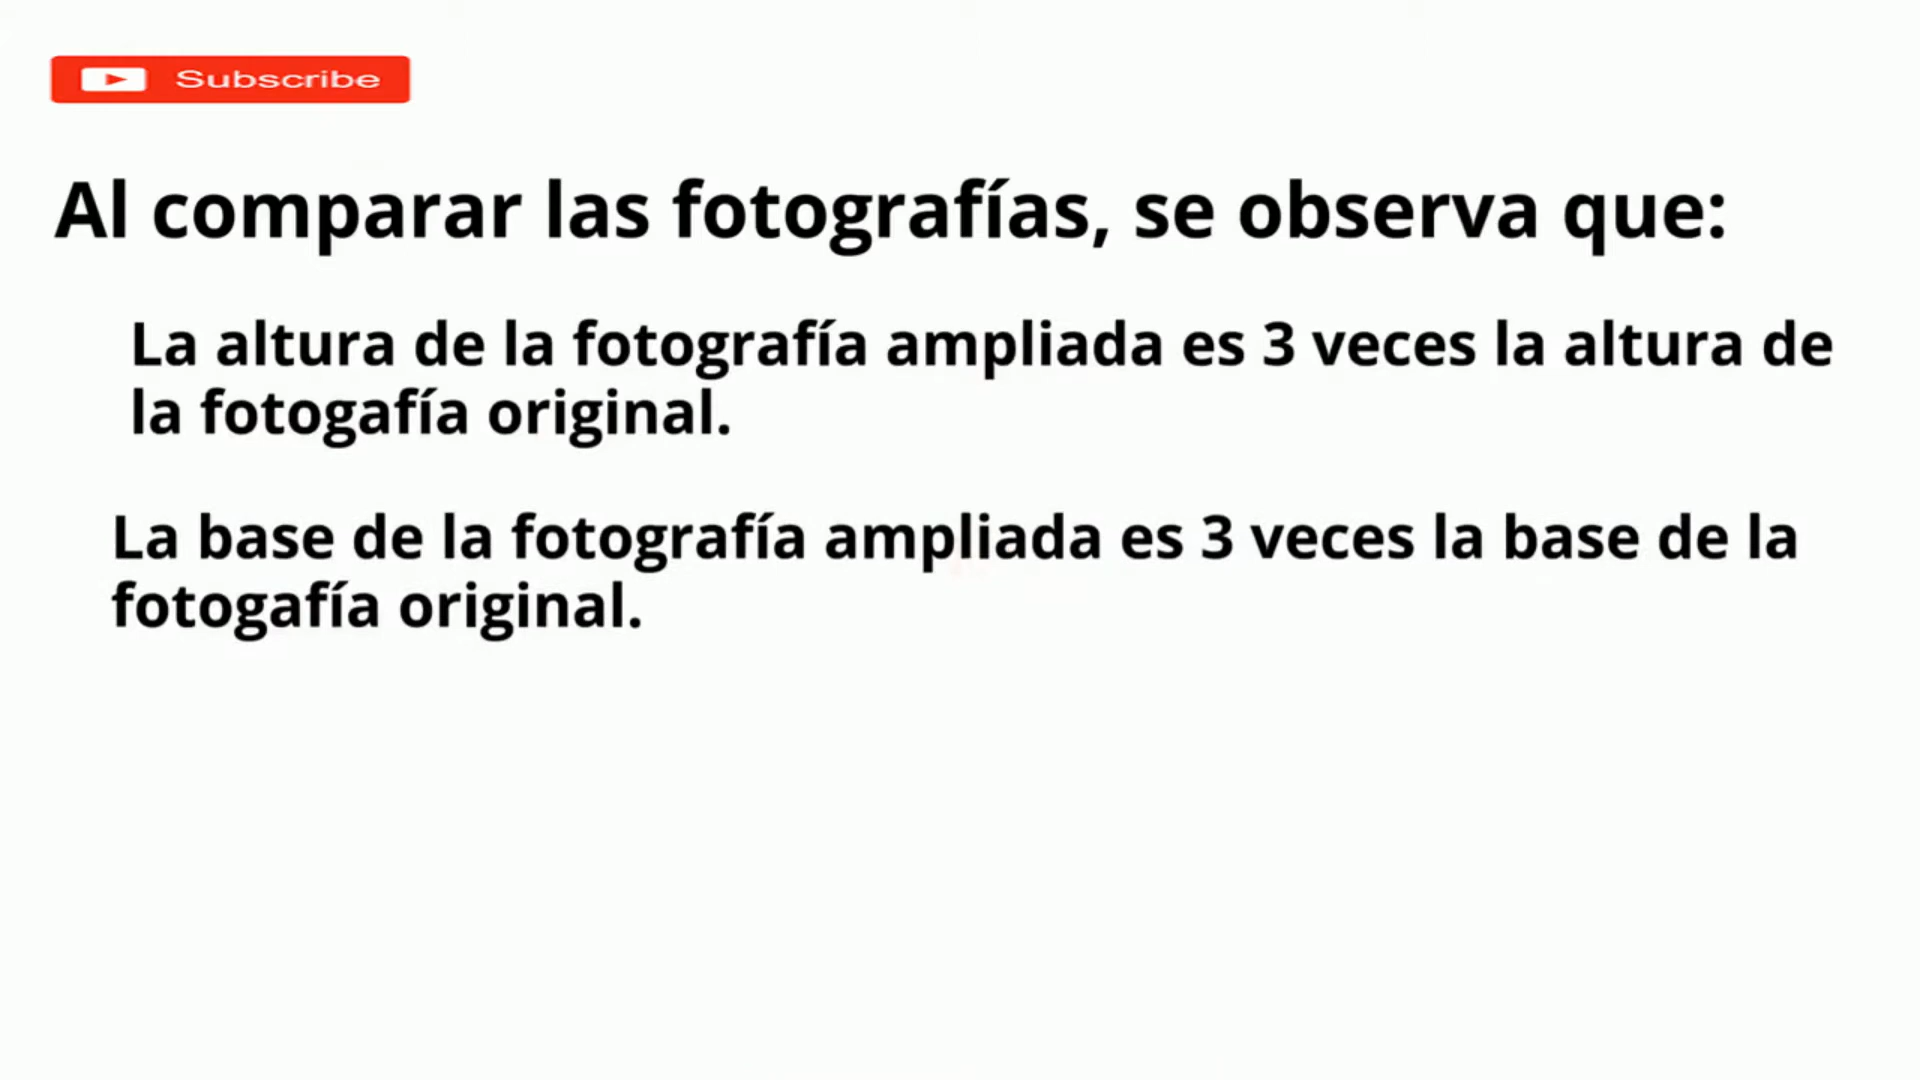 Subscribe
Al comparar las fotografías, se observa que:
La altura de la fotografía ampliada es 3 veces la altura de
la fotogafía original.
La base de la fotografía ampliada es 3 veces la base de la
fotogafía original.